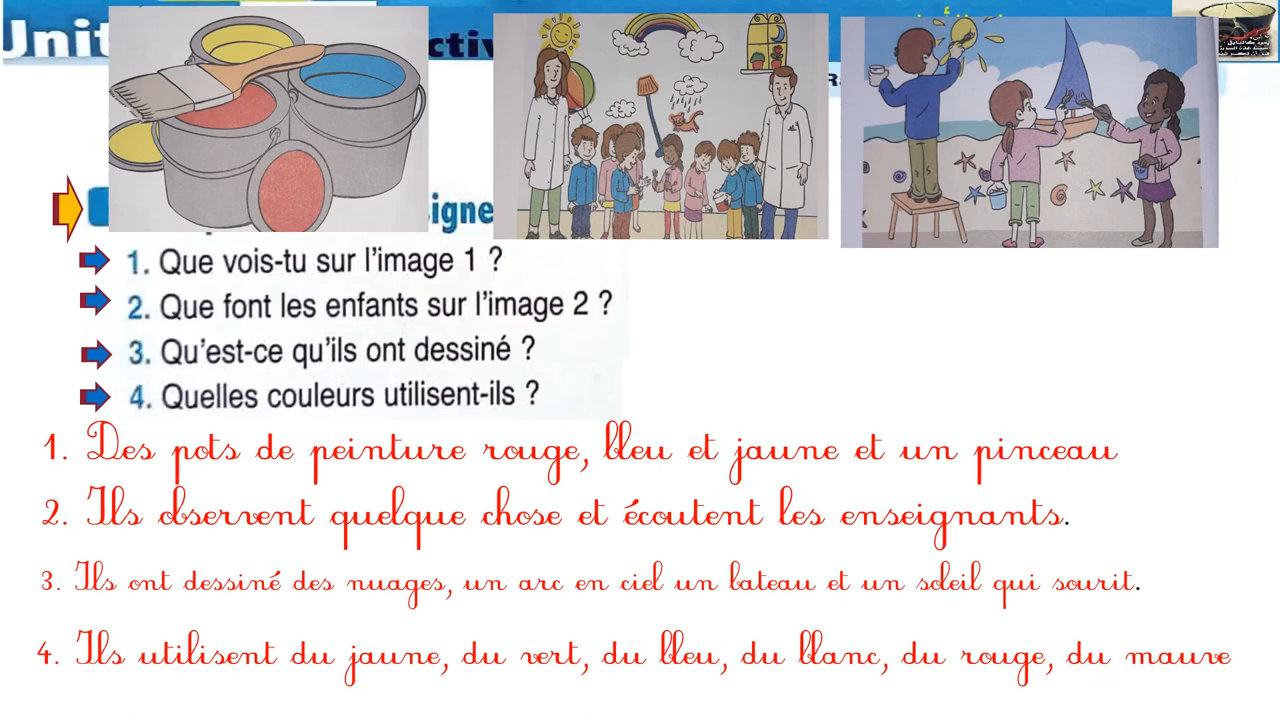 Unit
ctiv
signe
1. Que vois-tu sur l'image 1 ?
2. Que font les enfants sur l'image 2 ?
3. Qu'est-ce qu'ils ont dessiné ?
4. Quelles couleurs utilisent-ils ?
1. Des pots de peinture rouge, bleu et jaune et un pinceau
2. Ils observent quelque chose et écoutent les enseignants.
3. Ils ont dessiné des nuages, un arc en ciel un bateau et un soleil qui sourit.
4. Ils utilisent du jaune, du vert, du bleu, du blanc, du rouge, du mauve